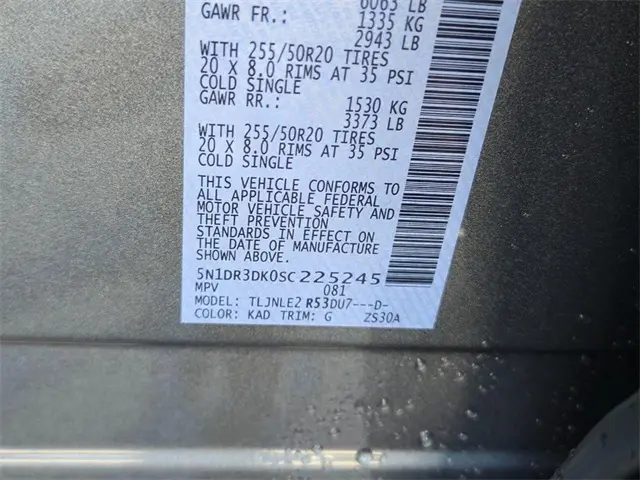 6063 LB
GAWR FR.: 1335 KG
2943 LB
WITH 255/50R20 TIRES
20 X 8.0 RIMS AT 35 PSI
COLD SINGLE
GAWR RR.: 1530 KG
3373 LB
WITH 255/50R20 TIRES
20 X 8.0 RIMS AT 35 PSI
COLD SINGLE
THIS VEHICLE CONFORMS TO
ALL APPLICABLE FEDERAL
MOTOR VEHICLE SAFETY AND
THEFT PREVENTION
STANDARDS IN EFFECT ON
THE DATE OF MANUFACTURE
SHOWN ABOVE.
5N1DR3DK0SC225245
MPV 081
MODEL: TLJNLE2 R53DU7---D-
COLOR: KAD TRIM: G ZS30A